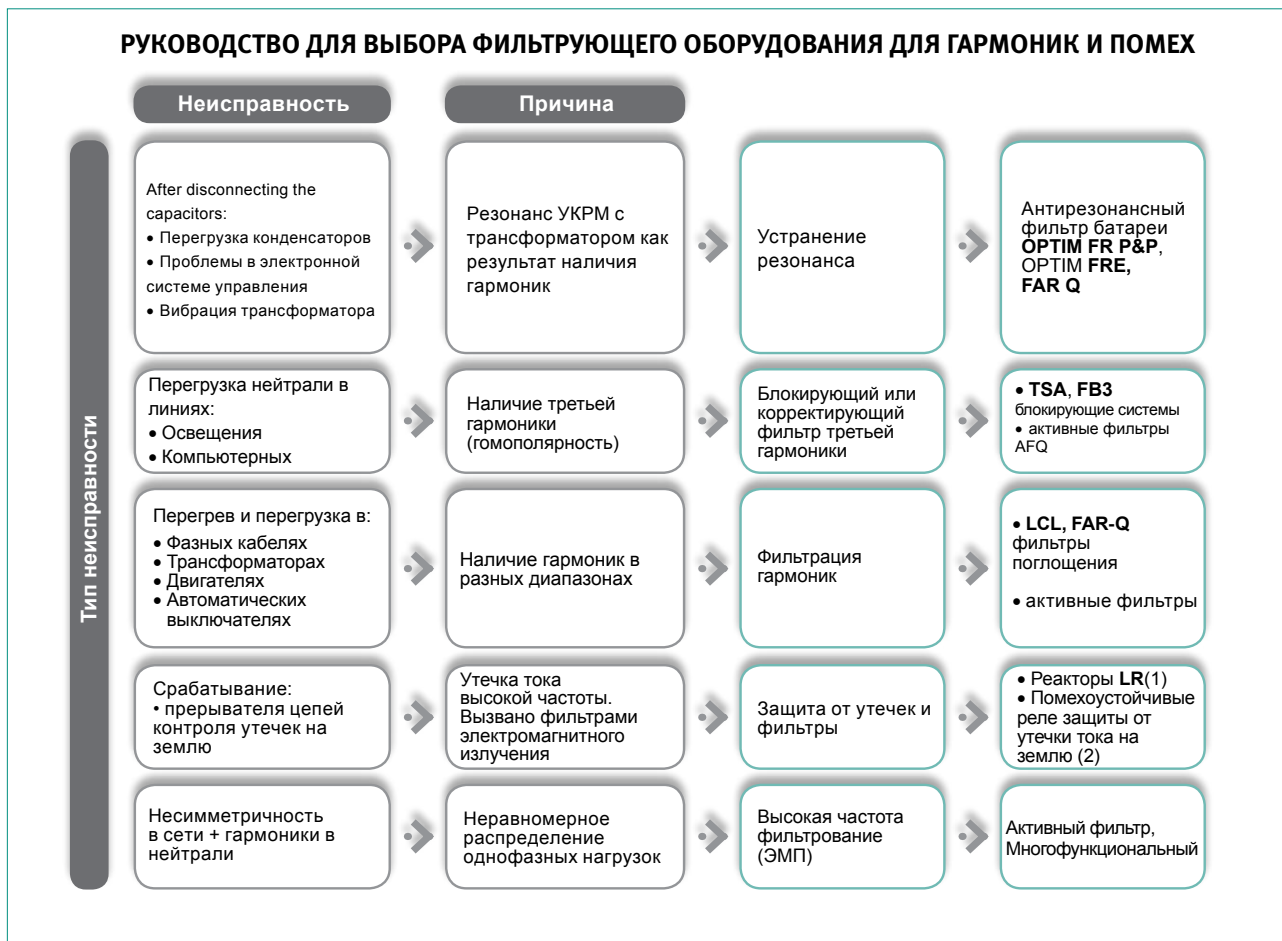 РУКОВОДСТВО ДЛЯ ВЫБОРА ФИЛЬТРУЮЩЕГО ОБОРУДОВАНИЯ ДЛЯ ГАРМОНИК И ПОМЕХ
Неисправность
Причина
Тип неисправности
After disconnecting the
capacitors:
• Перегрузка конденсаторов
• Проблемы в электронной
системе управления
• Вибрация трансформатора
Резонанс УКРМ с
трансформатором как
результат наличия
гармоник
Устранение
резонанса
Антирезонансный
фильтр батареи
OPTIM FR P&P,
OPTIM FRE,
FAR Q
Перегрузка нейтрали в
линиях:
• Освещения
• Компьютерных
Наличие третьей
гармоники
(гомополярность)
Блокирующий или
корректирующий
фильтр третьей
гармоники
• TSA, FB3
блокирующие системы
• активные фильтры
AFQ
Перегрев и перегрузка в:
• Фазных кабелях
• Трансформаторах
• Двигателях
• Автоматических
выключателях
Наличие гармоник в
разных диапазонах
Фильтрация
гармоник
• LCL, FAR-Q
фильтры
поглощения
• активные фильтры
Срабатывание:
• прерывателя цепей
контроля утечек на
землю
Утечка тока
высокой частоты.
Вызвано фильтрами
электромагнитного
излучения
Защита от утечек и
фильтры
• Реакторы LR(1)
• Помехоустойчивые
реле защиты от
утечки тока на
землю (2)
Несимметричность
в сети + гармоники в
нейтрали
Неравномерное
распределение
однофазных нагрузок
Высокая частота
фильтрование
(ЭМП)
Активный фильтр,
Многофункциональный